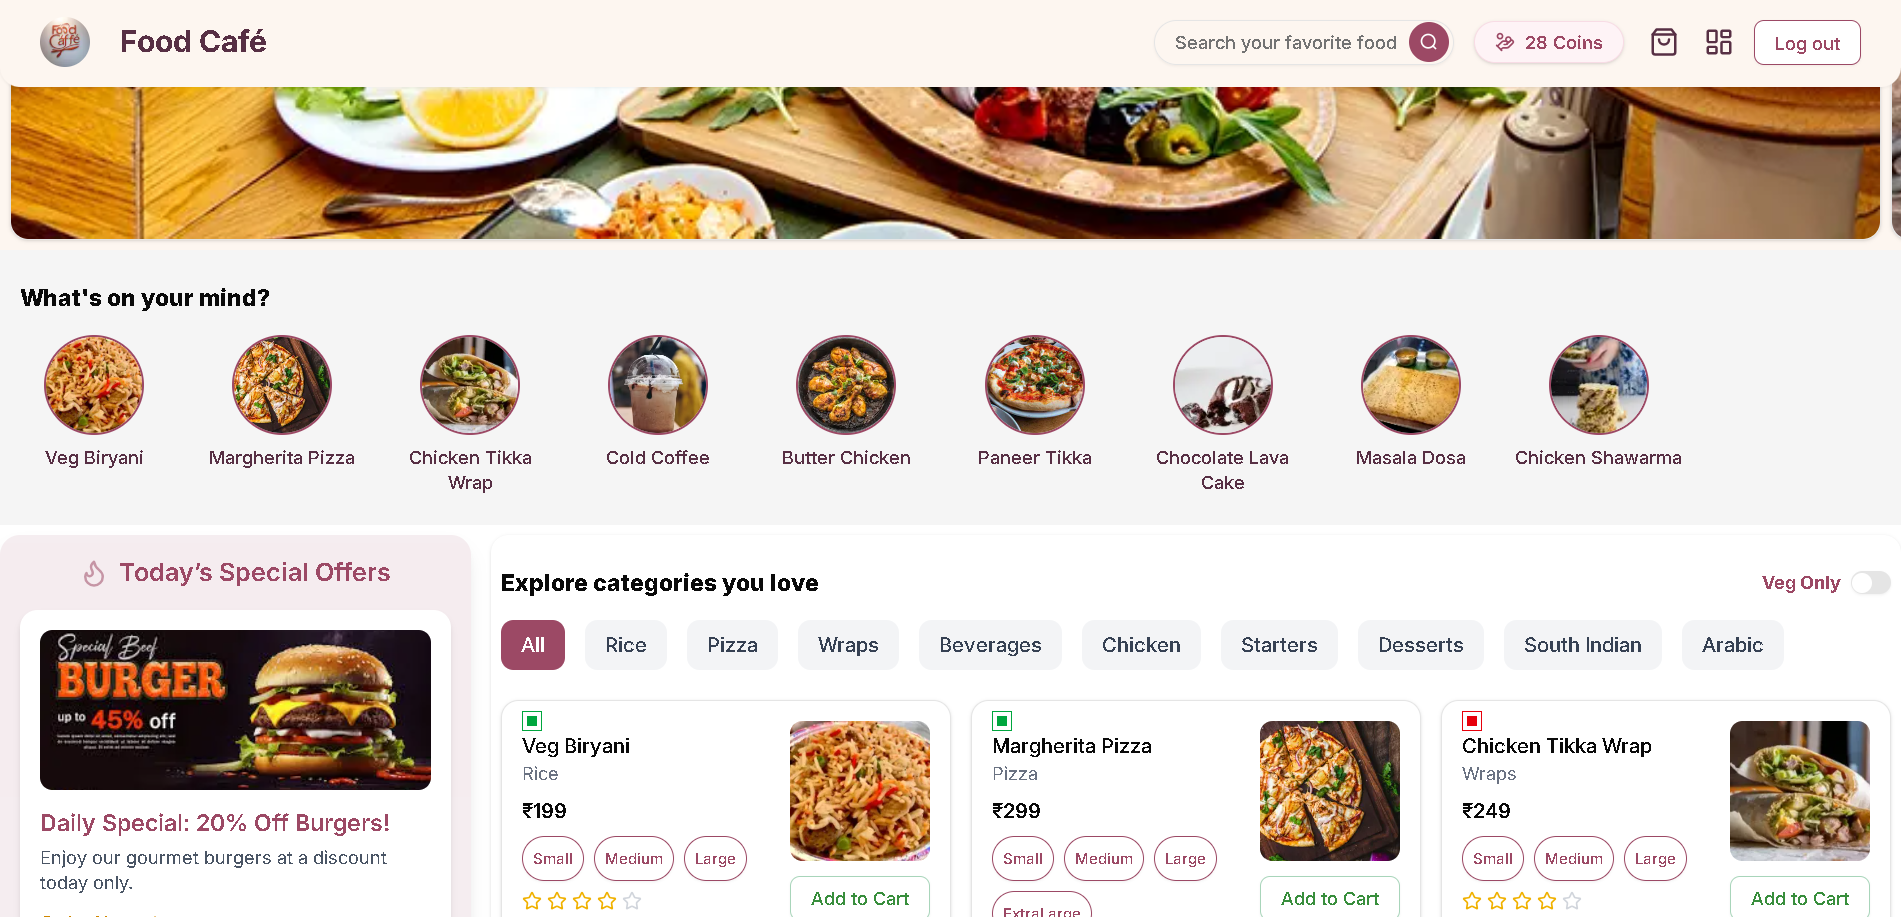 Food
Caffe
Food Café
Search your favorite food
28 Coins
Log out
What's on your mind?
Veg Biryani
Margherita Pizza
Chicken Tikka
Wrap
Cold Coffee
Butter Chicken
Paneer Tikka
Chocolate Lava
Cake
Masala Dosa
Chicken Shawarma
Today's Special Offers
Special Beef
BURGER
up to 45% off
Daily Special: 20% Off Burgers!
Enjoy our gourmet burgers at a discount
today only.
Explore categories you love
Veg Only
All
Rice
Pizza
Wraps
Beverages
Chicken
Starters
Desserts
South Indian
Arabic
Veg Biryani
Rice
₹199
Small
Medium
Large
Add to Cart
Margherita Pizza
Pizza
₹299
Small
Medium
Large
ExtraLarge
Add to Cart
Chicken Tikka Wrap
Wraps
₹249
Small
Medium
Large
Add to Cart